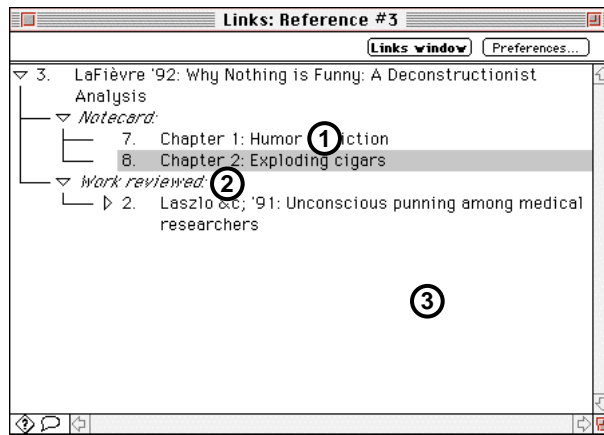 Links: Reference #3
Links window Preferences...
3. LaFièvre '92: Why Nothing is Funny: A Deconstructionist
Analysis
Notecard:
7. Chapter 1: Humor 1 iction
8. Chapter 2: Exploding cigars
Work reviewed: 2
2. Laszlo &c; '91: Unconscious punning among medical
researchers
3
?